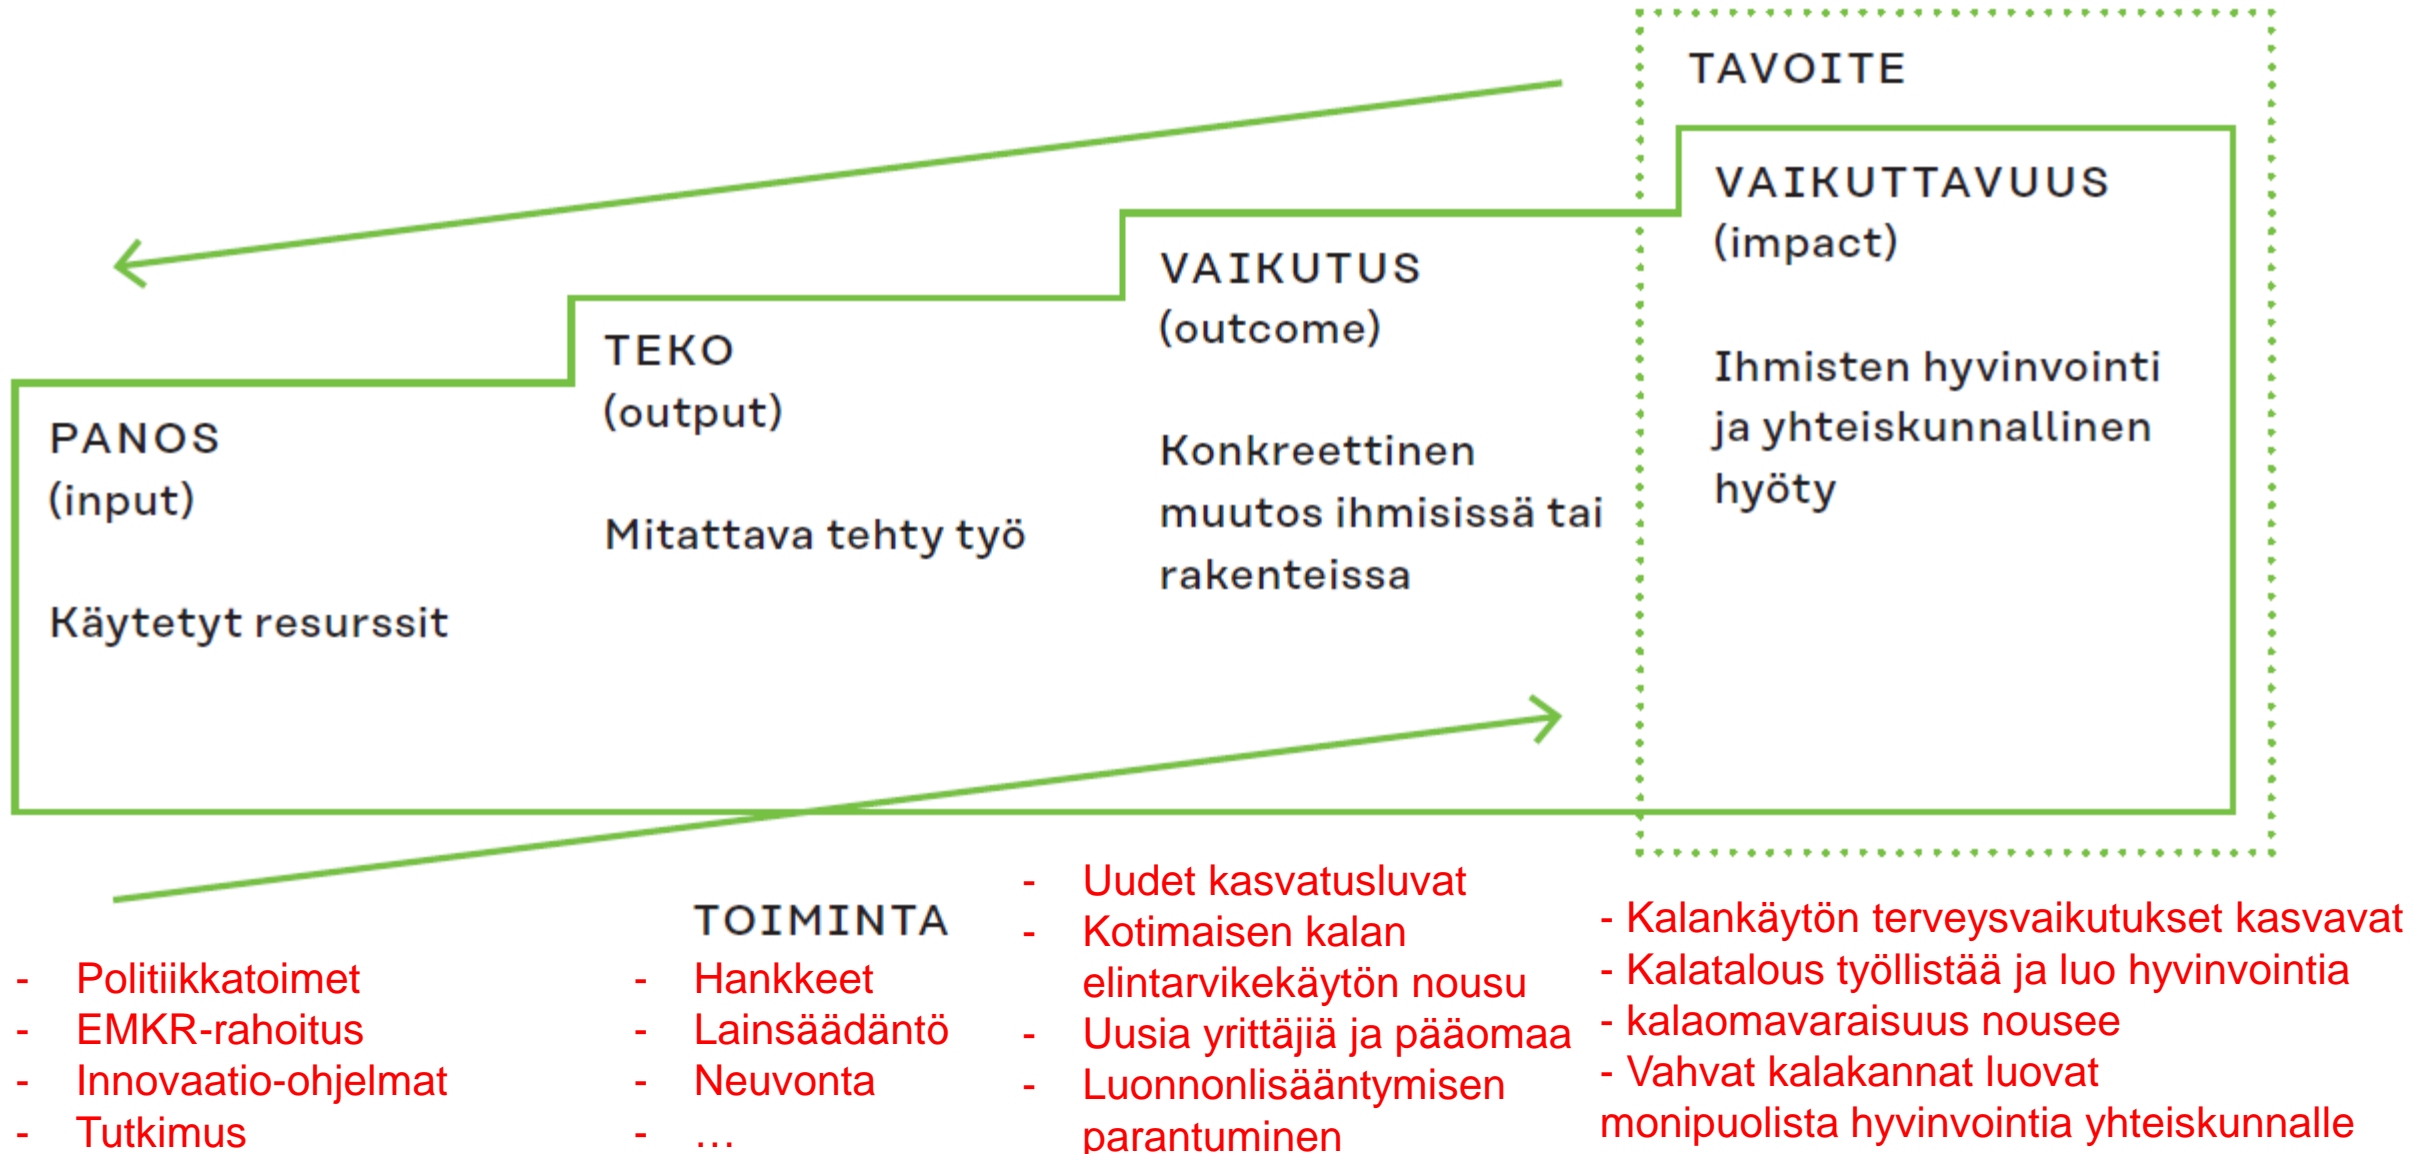 TAVOITE
PANOS
(input)
Käytetyt resurssit
TEKO
(output)
Mitattava tehty työ
VAIKUTUS
(outcome)
Konkreettinen
muutos ihmisissä tai
rakenteissa
VAIKUTTAVUUS
(impact)
Ihmisten hyvinvointi
ja yhteiskunnallinen
hyöty
- Politiikkatoimet
- EMKR-rahoitus
- Innovaatio-ohjelmat
- Tutkimus
TOIMINTA
- Hankkeet
- Lainsäädäntö
- Neuvonta
- …
- Uudet kasvatusluvat
- Kotimaisen kalan
elintarvikekäytön nousu
- Uusia yrittäjiä ja pääomaa
- Luonnonlisääntymisen
parantuminen
- Kalankäytön terveysvaikutukset kasvavat
- Kalatalous työllistää ja luo hyvinvointia
- kalaomavaraisuus nousee
- Vahvat kalakannat luovat
monipuolista hyvinvointia yhteiskunnalle